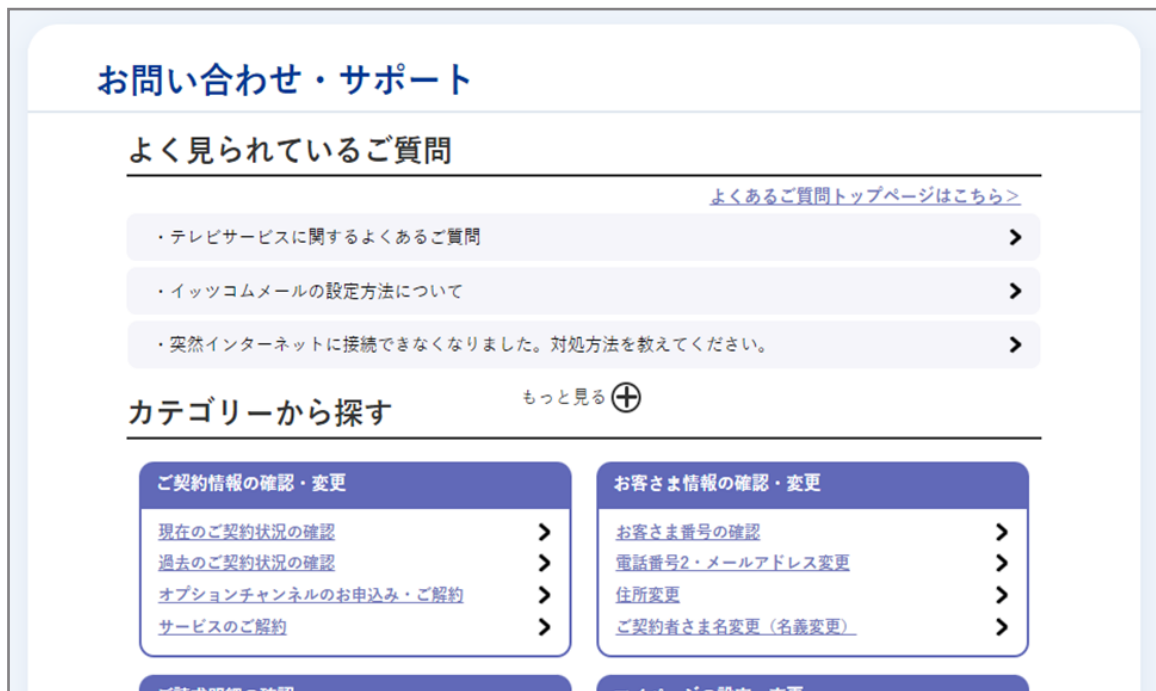 お問い合わせ・サポート
よく見られているご質問
よくあるご質問トップページはこちら＞
・テレビサービスに関するよくあるご質問
・イッツコムメールの設定方法について
・突然インターネットに接続できなくなりました。対処方法を教えてください。
もっと見る
カテゴリーから探す
ご契約情報の確認・変更
現在のご契約状況の確認
過去のご契約状況の確認
オプションチャンネルのお申込み・ご解約
サービスのご解約
お客さま情報の確認・変更
お客さま番号の確認
電話番号2・メールアドレス変更
住所変更
ご契約者さま名変更（名義変更）